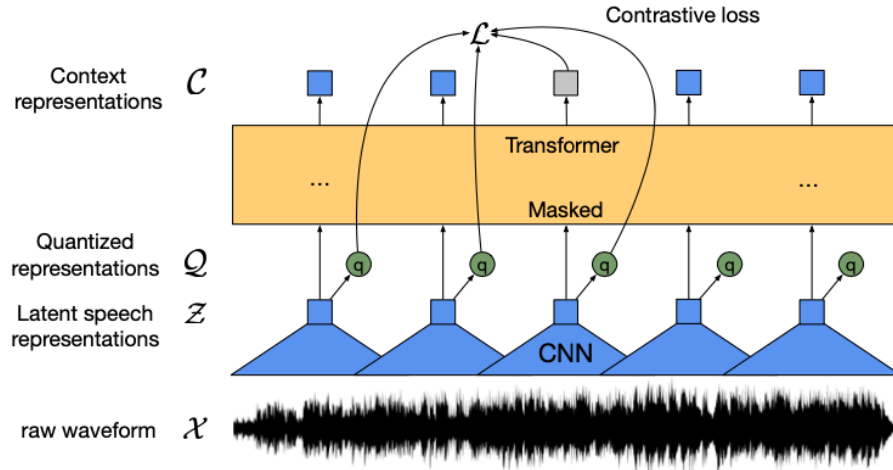 Contrastive loss
ℒ
Context
representations
𝒞
Transformer
... ...
Masked
Quantized
representations
𝒬
q q q q q
Latent speech
representations
𝒵
CNN
raw waveform
𝒳